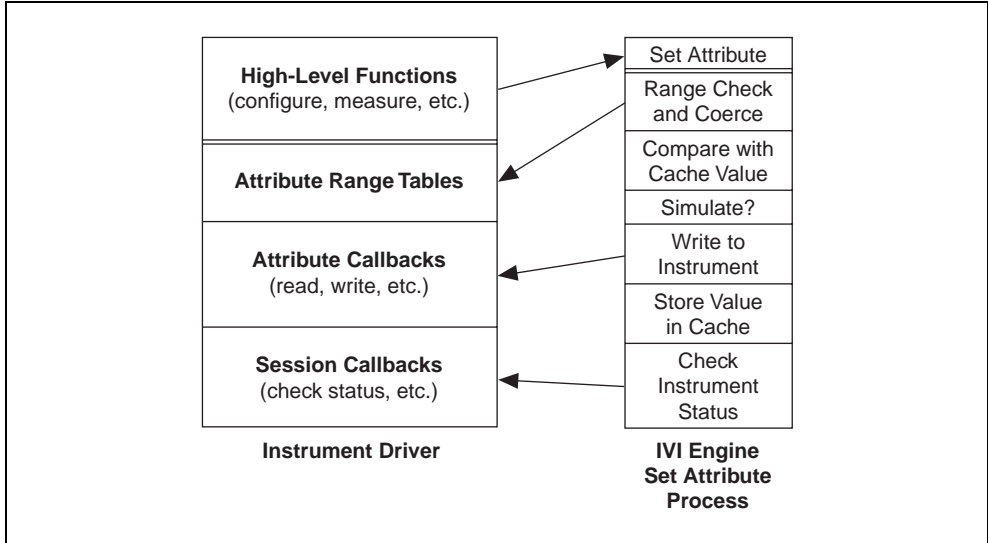 High-Level Functions
(configure, measure, etc.)
Attribute Range Tables
Attribute Callbacks
(read, write, etc.)
Session Callbacks
(check status, etc.)
Instrument Driver
Set Attribute
Range Check
and Coerce
Compare with
Cache Value
Simulate?
Write to
Instrument
Store Value
in Cache
Check
Instrument
Status
IVI Engine
Set Attribute
Process